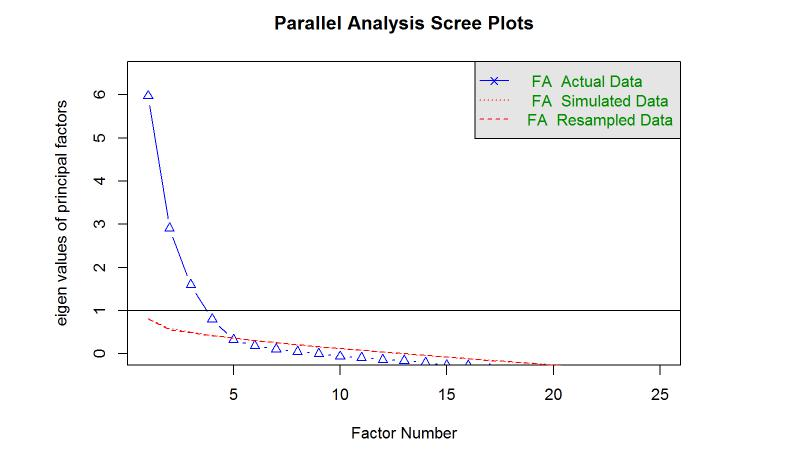 Parallel Analysis Scree Plots
eigen values of principal factors
6
5
4
3
2
1
0
FA Actual Data
FA Simulated Data
FA Resampled Data
5 10 15 20 25
Factor Number